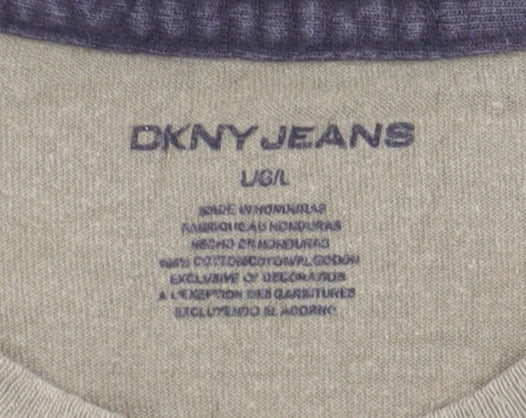 DKNY JEANS
L/G/L
MADE IN HONDURAS
FABRIQUE AU HONDURAS
HECHO EN HONDURAS
100% COTTON/COTON/ALGODON
EXCLUSIVE OF DECORATION
A L'EXEPTION DES GARNITURES
EXCLUYENDO EL ADORNO